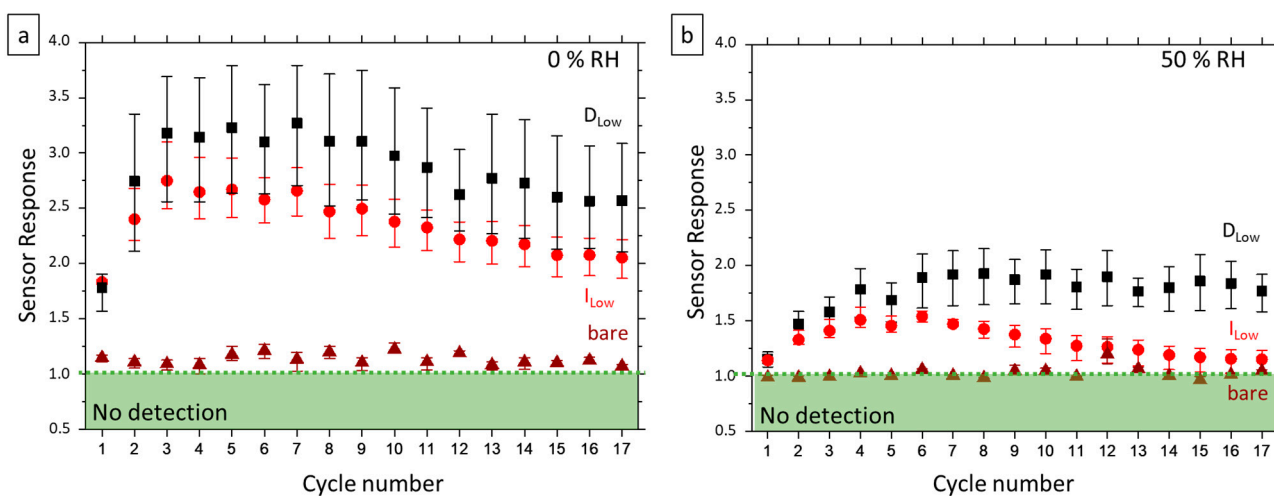 a
4.0
3.5
3.0
2.5
2.0
1.5
1.0
0.5
Sensor Response
0 % RH
D_Low
I_Low
bare
No detection
1 2 3 4 5 6 7 8 9 10 11 12 13 14 15 16 17
Cycle number
b
4.0
3.5
3.0
2.5
2.0
1.5
1.0
0.5
Sensor Response
50 % RH
D_Low
I_Low
bare
No detection
1 2 3 4 5 6 7 8 9 10 11 12 13 14 15 16 17
Cycle number